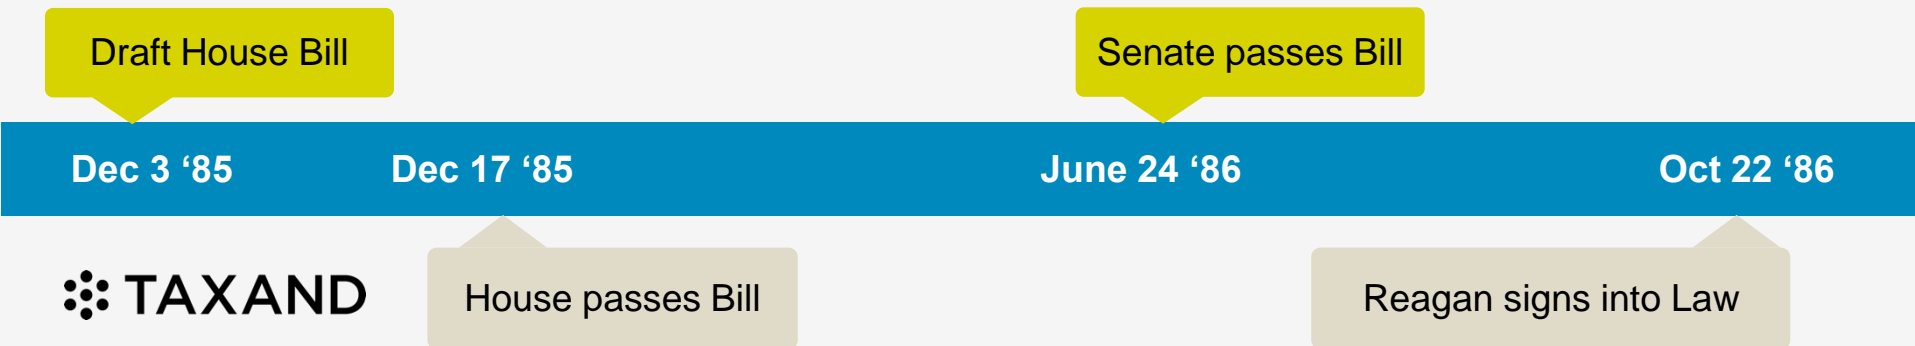 Draft House Bill
Senate passes Bill
Dec 3 ‘85
Dec 17 ‘85
June 24 ‘86
Oct 22 ‘86
TAXAND
House passes Bill
Reagan signs into Law